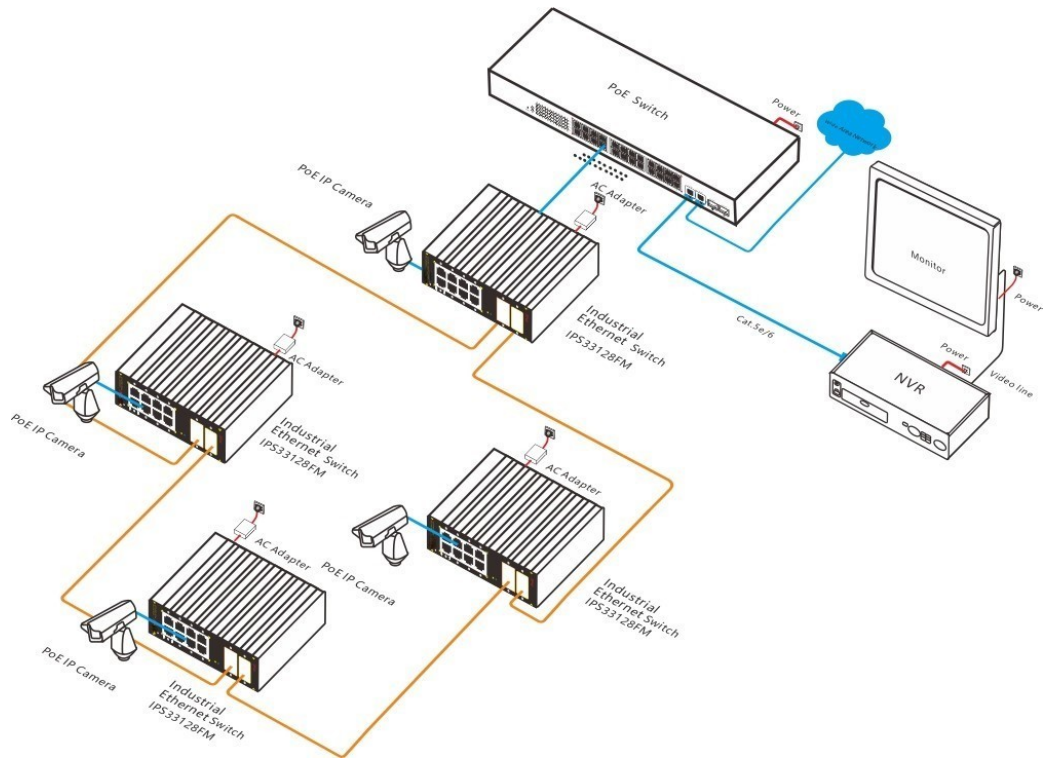 PoE Switch
Power
PoE IP Camera
AC Adapter
Monitor
Power
Industrial
Ethernet Switch
IPS33128FM
Cat.5e/6
Power
NVR
Video line
AC Adapter
PoE IP Camera
Industrial
Ethernet Switch
IPS33128FM
AC Adapter
AC Adapter
PoE IP Camera
Industrial
Ethernet Switch
IPS33128FM
PoE IP Camera
Industrial
Ethernet Switch
IPS33128FM